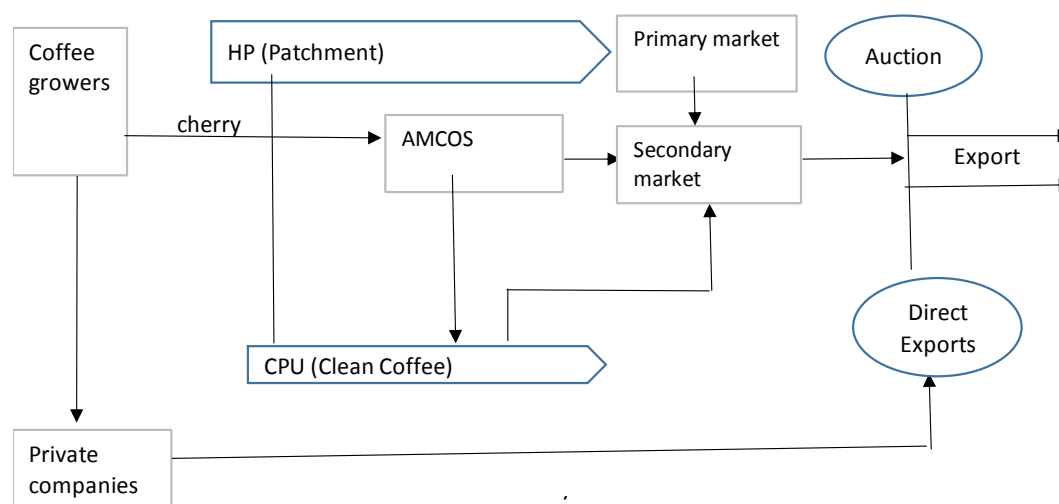 Coffee
growers
HP (Patchment)
Primary market
Auction
cherry
AMCOS
Secondary
market
Export
Direct
Exports
CPU (Clean Coffee)
Private
companies
,